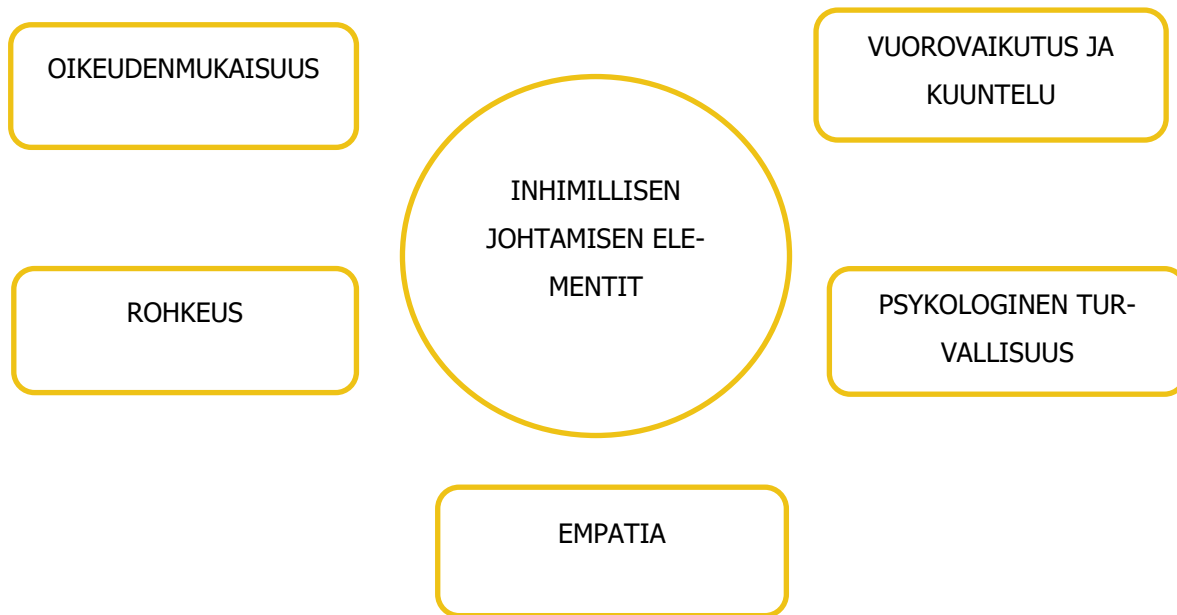 OIKEUDENMUKAISUUS
VUOROVAIKUTUS JA
KUUNTELU
INHIMILLISEN
JOHTAMISEN ELE-
MENTIT
ROHKEUS
PSYKOLOGINEN TUR-
VALLISUUS
EMPATIA